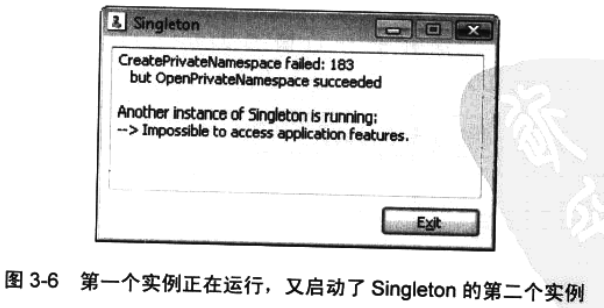 Singleton
CreatePrivateNamespace failed: 183
but OpenPrivateNamespace succeeded
Another instance of Singleton is running:
--> Impossible to access application features.
Exit
图 3-6 第一个实例正在运行，又启动了 Singleton 的第二个实例